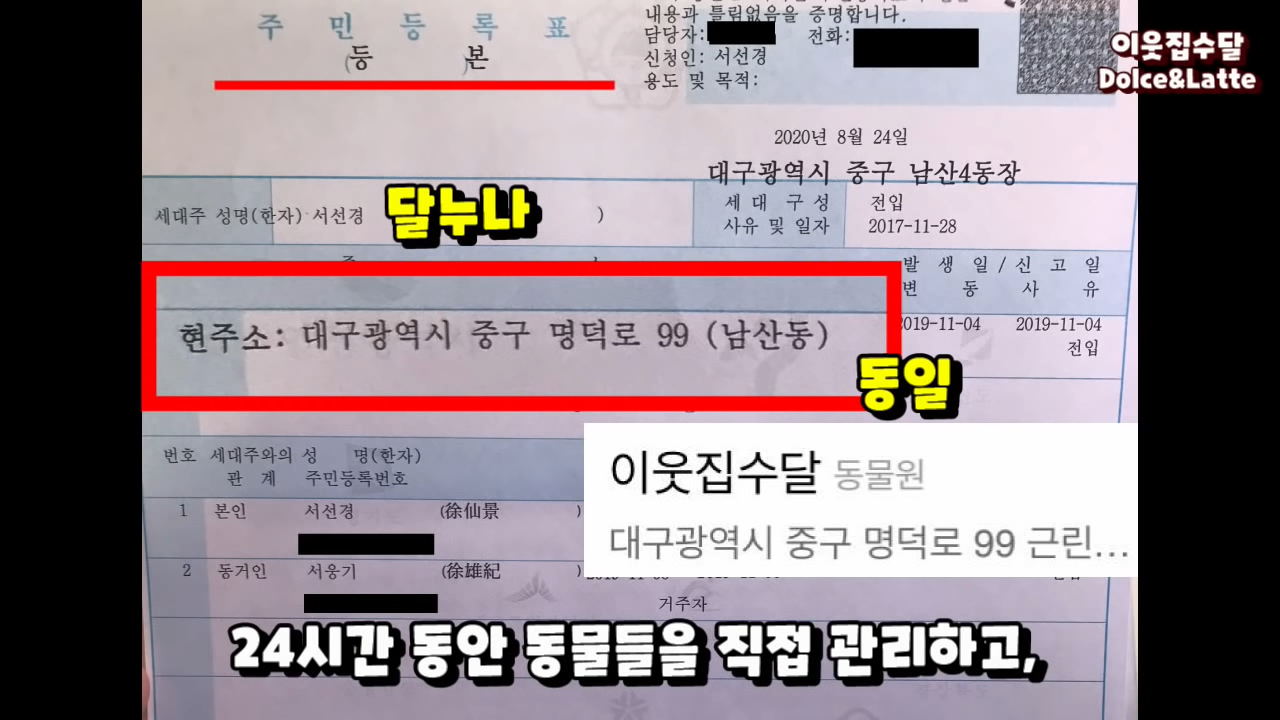 내용과 틀림없음을 증명합니다.
주 민 등 록 표
(등 )본
담당자:
전화:
신청인: 서선경
용도 및 목적:
이웃집수달
Dolce&Latte
2020년 8월 24일
대구광역시 중구 남산4동장
세대주 성명(한자) 서선경 )
달누나
세 대 구 성
사유 및 일자
전입
2017-11-28
발 생 일 / 신 고 일
변 동 사 유
현주소: 대구광역시 중구 명덕로 99 (남산동)
2019-11-04 2019-11-04
전입
동일
번호 세대주와의 성 명(한자)
관 계 주민등록번호
이웃집수달 동물원
대구광역시 중구 명덕로 99 근린…
1 본인 서선경 (徐仙景 )
2 동거인 서웅기 (徐雄紀 )
거주자
24시간 동안 동물들을 직접 관리하고,